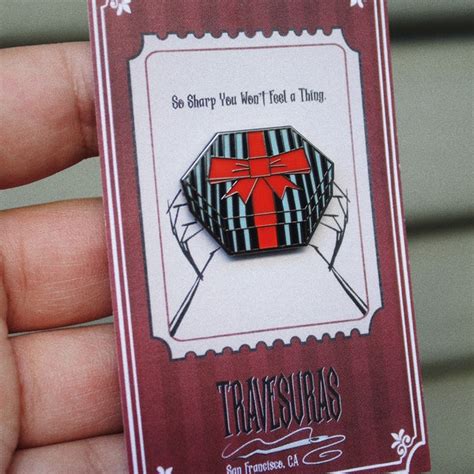 So Sharp You Won't Feel a Thing.
TRAVESURAS
San Francisco, CA